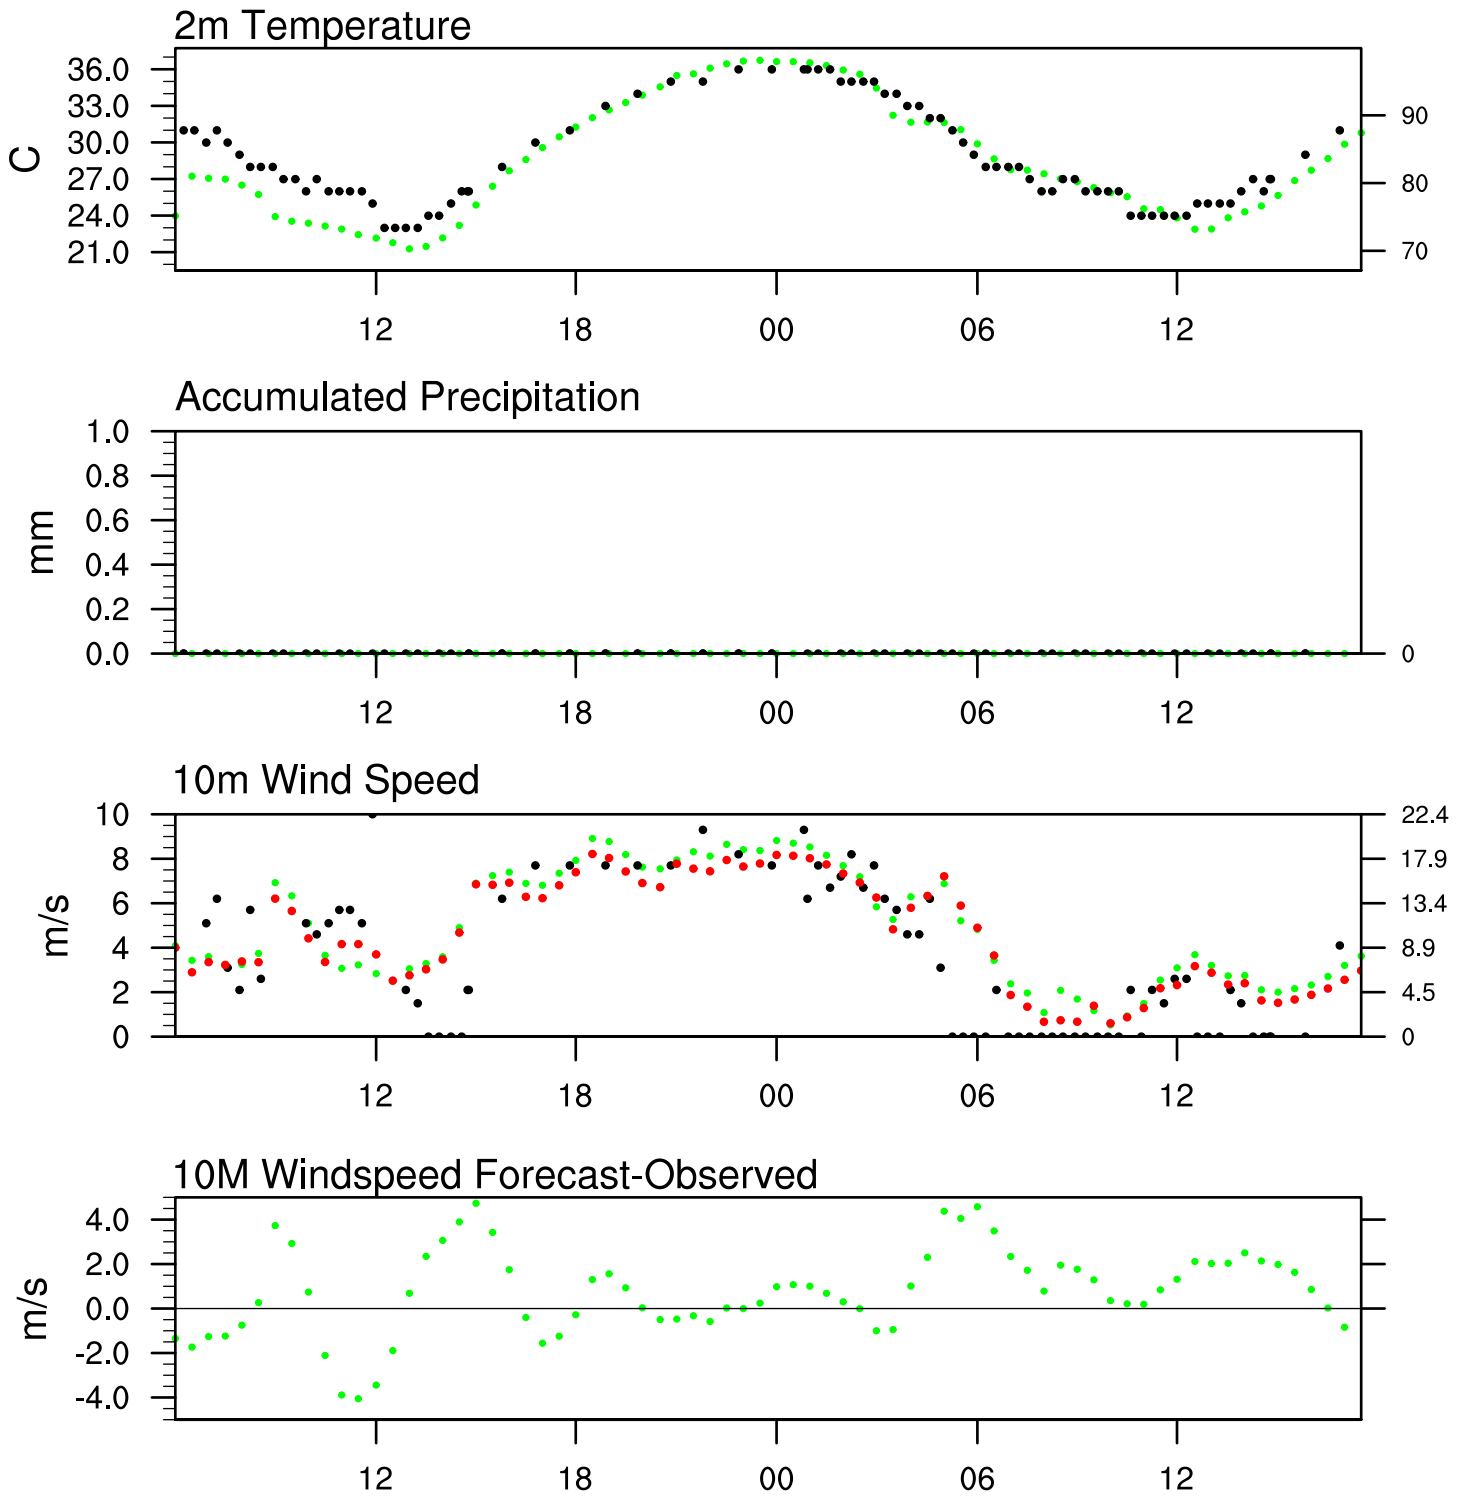 2m Temperature
36.0
33.0
30.0
27.0
24.0
21.0
C
90
80
70
12 18 00 06 12
Accumulated Precipitation
1.0
0.8
0.6
0.4
0.2
0.0
mm
0
12 18 00 06 12
10m Wind Speed
10
8
6
4
2
0
m/s
22.4
17.9
13.4
8.9
4.5
0
12 18 00 06 12
10M Windspeed Forecast-Observed
4.0
2.0
0.0
-2.0
-4.0
m/s
12 18 00 06 12